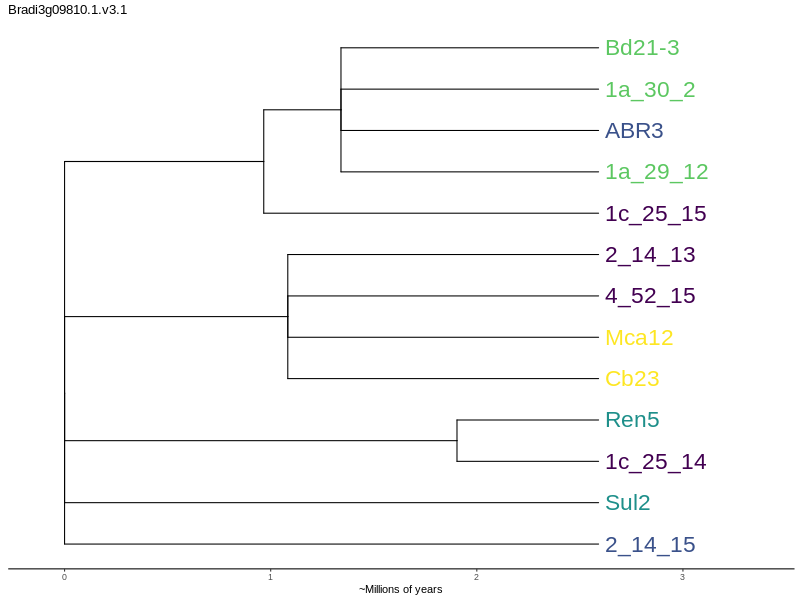 Bradi3g09810.1.v3.1
Bd21-3
1a_30_2
ABR3
1a_29_12
1c_25_15
2_14_13
4_52_15
Mca12
Cb23
Ren5
1c_25_14
Sul2
2_14_15
0 1 2 3
~Millions of years